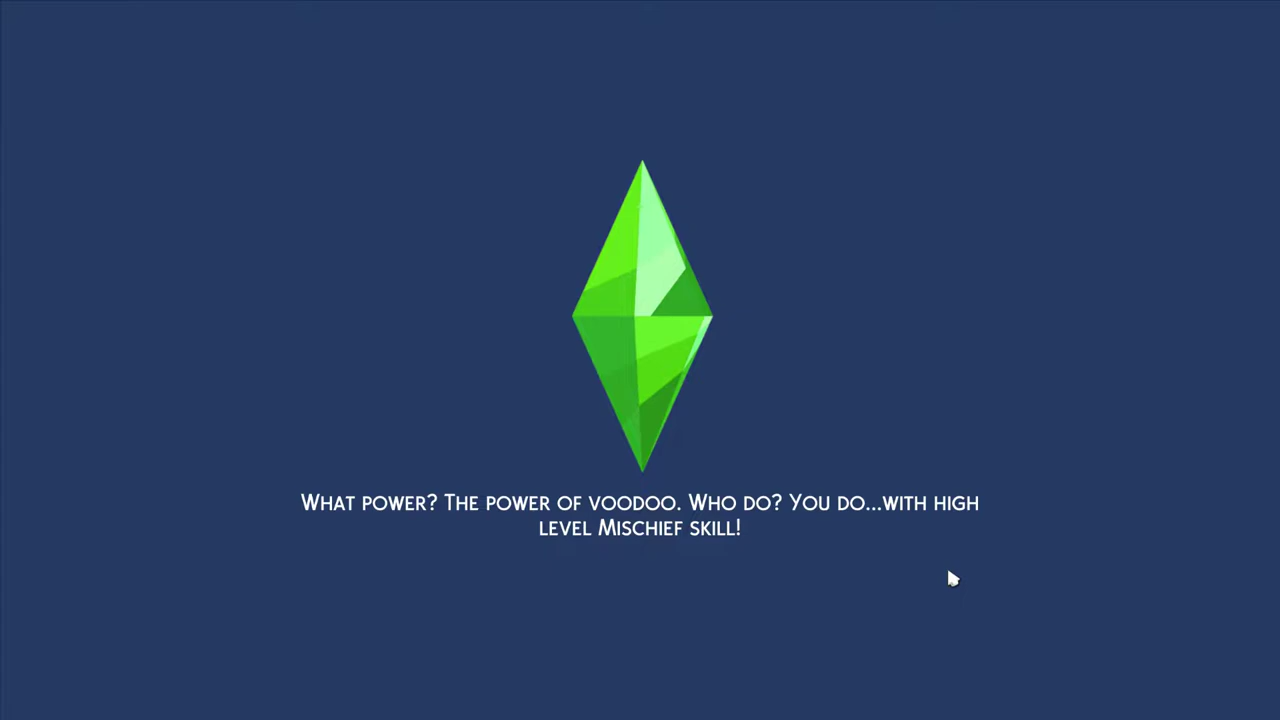 What power? The power of voodoo. Who do? You do...with high
level Mischief skill!